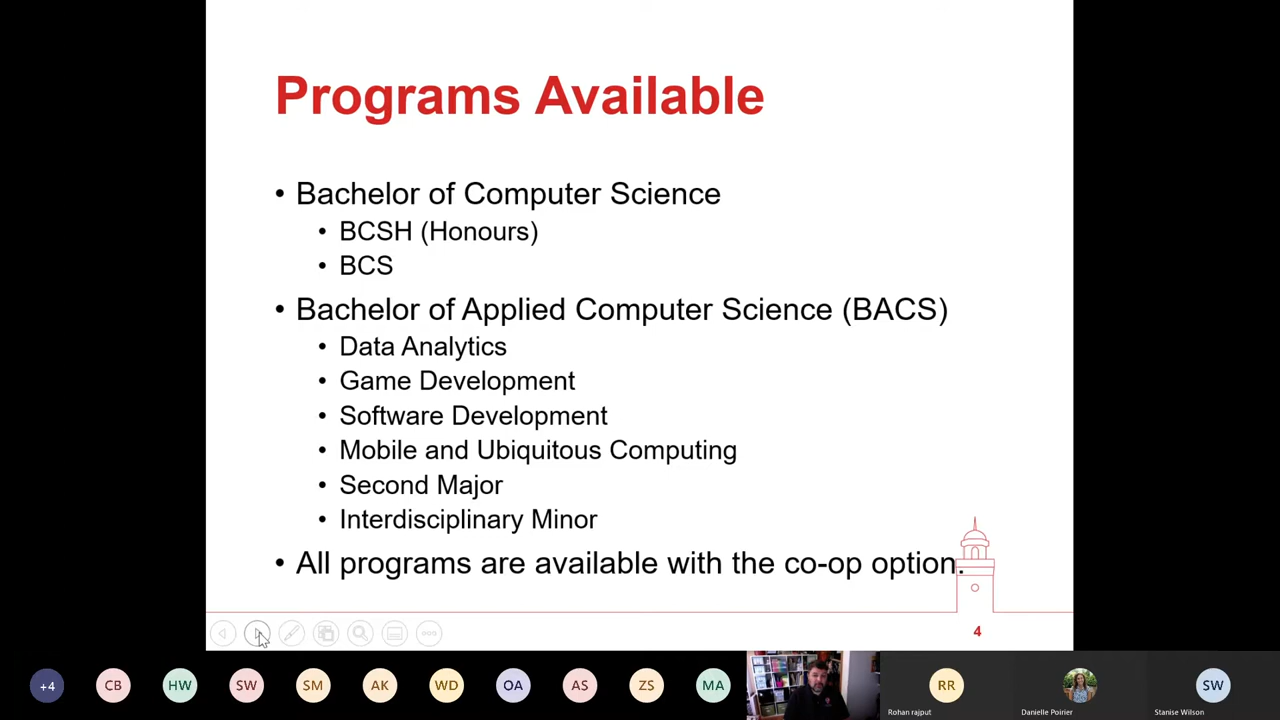 Programs Available
• Bachelor of Computer Science
• BCSH (Honours)
• BCS
• Bachelor of Applied Computer Science (BACS)
• Data Analytics
• Game Development
• Software Development
• Mobile and Ubiquitous Computing
• Second Major
• Interdisciplinary Minor
• All programs are available with the co-op option.
4
+4 CB HW SW SM AK WD OA AS ZS MA RR SW
Rohan rajput Danielle Poirier Stanise Wilson